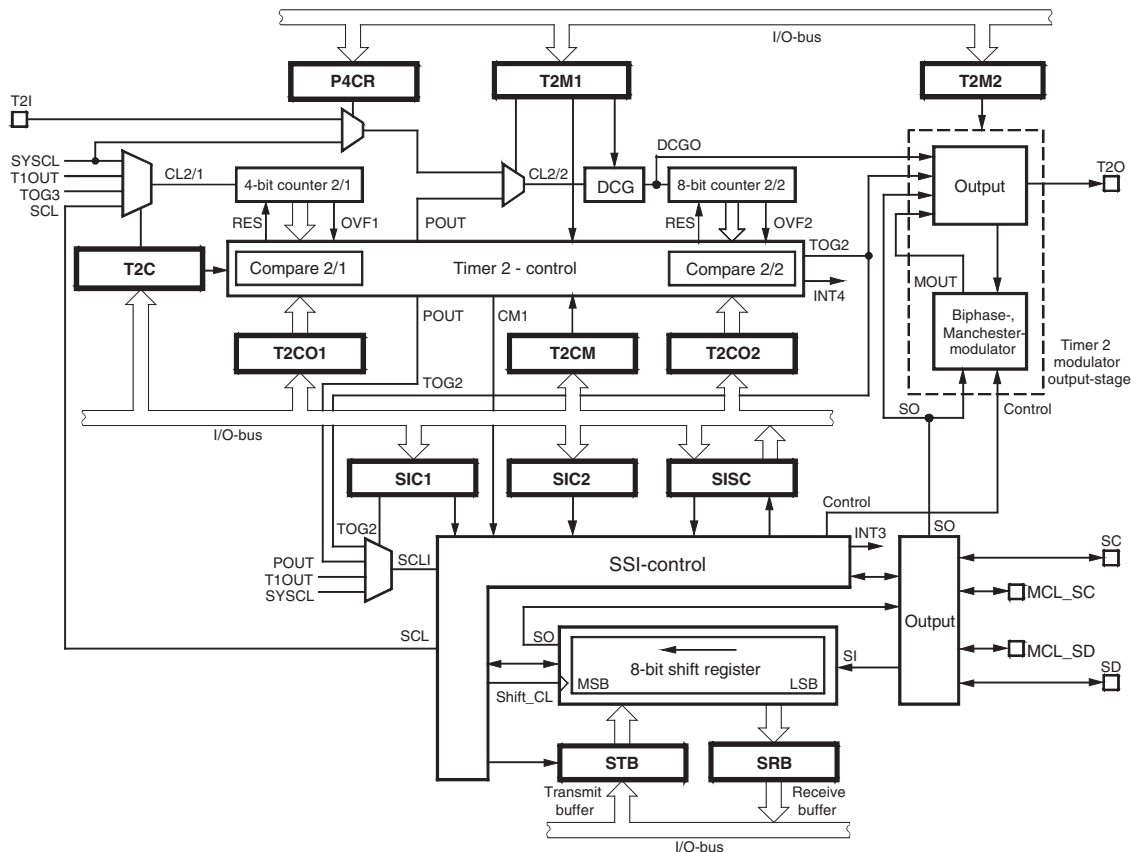 I/O-bus
P4CR
T2M1
T2M2
T2I
DCGO
SYSCL
T1OUT
TOG3
SCL
CL2/1
4-bit counter 2/1
CL2/2
DCG
8-bit counter 2/2
Output
T2O
RES
OVF1
POUT
RES
OVF2
TOG2
T2C
Compare 2/1
Timer 2 - control
Compare 2/2
INT4
MOUT
POUT
CM1
Biphase-,
Manchester-
modulator
Timer 2
modulator
output-stage
T2CO1
T2CM
T2CO2
TOG2
SO
Control
I/O-bus
SIC1
SIC2
SISC
Control
TOG2
INT3
SO
SC
POUT
T1OUT
SYSCL
SCLI
SSI-control
MCL_SC
Output
SCL
SO
SI
MCL_SD
8-bit shift register
SD
MSB
LSB
Shift_CL
STB
SRB
Transmit
buffer
Receive
buffer
I/O-bus